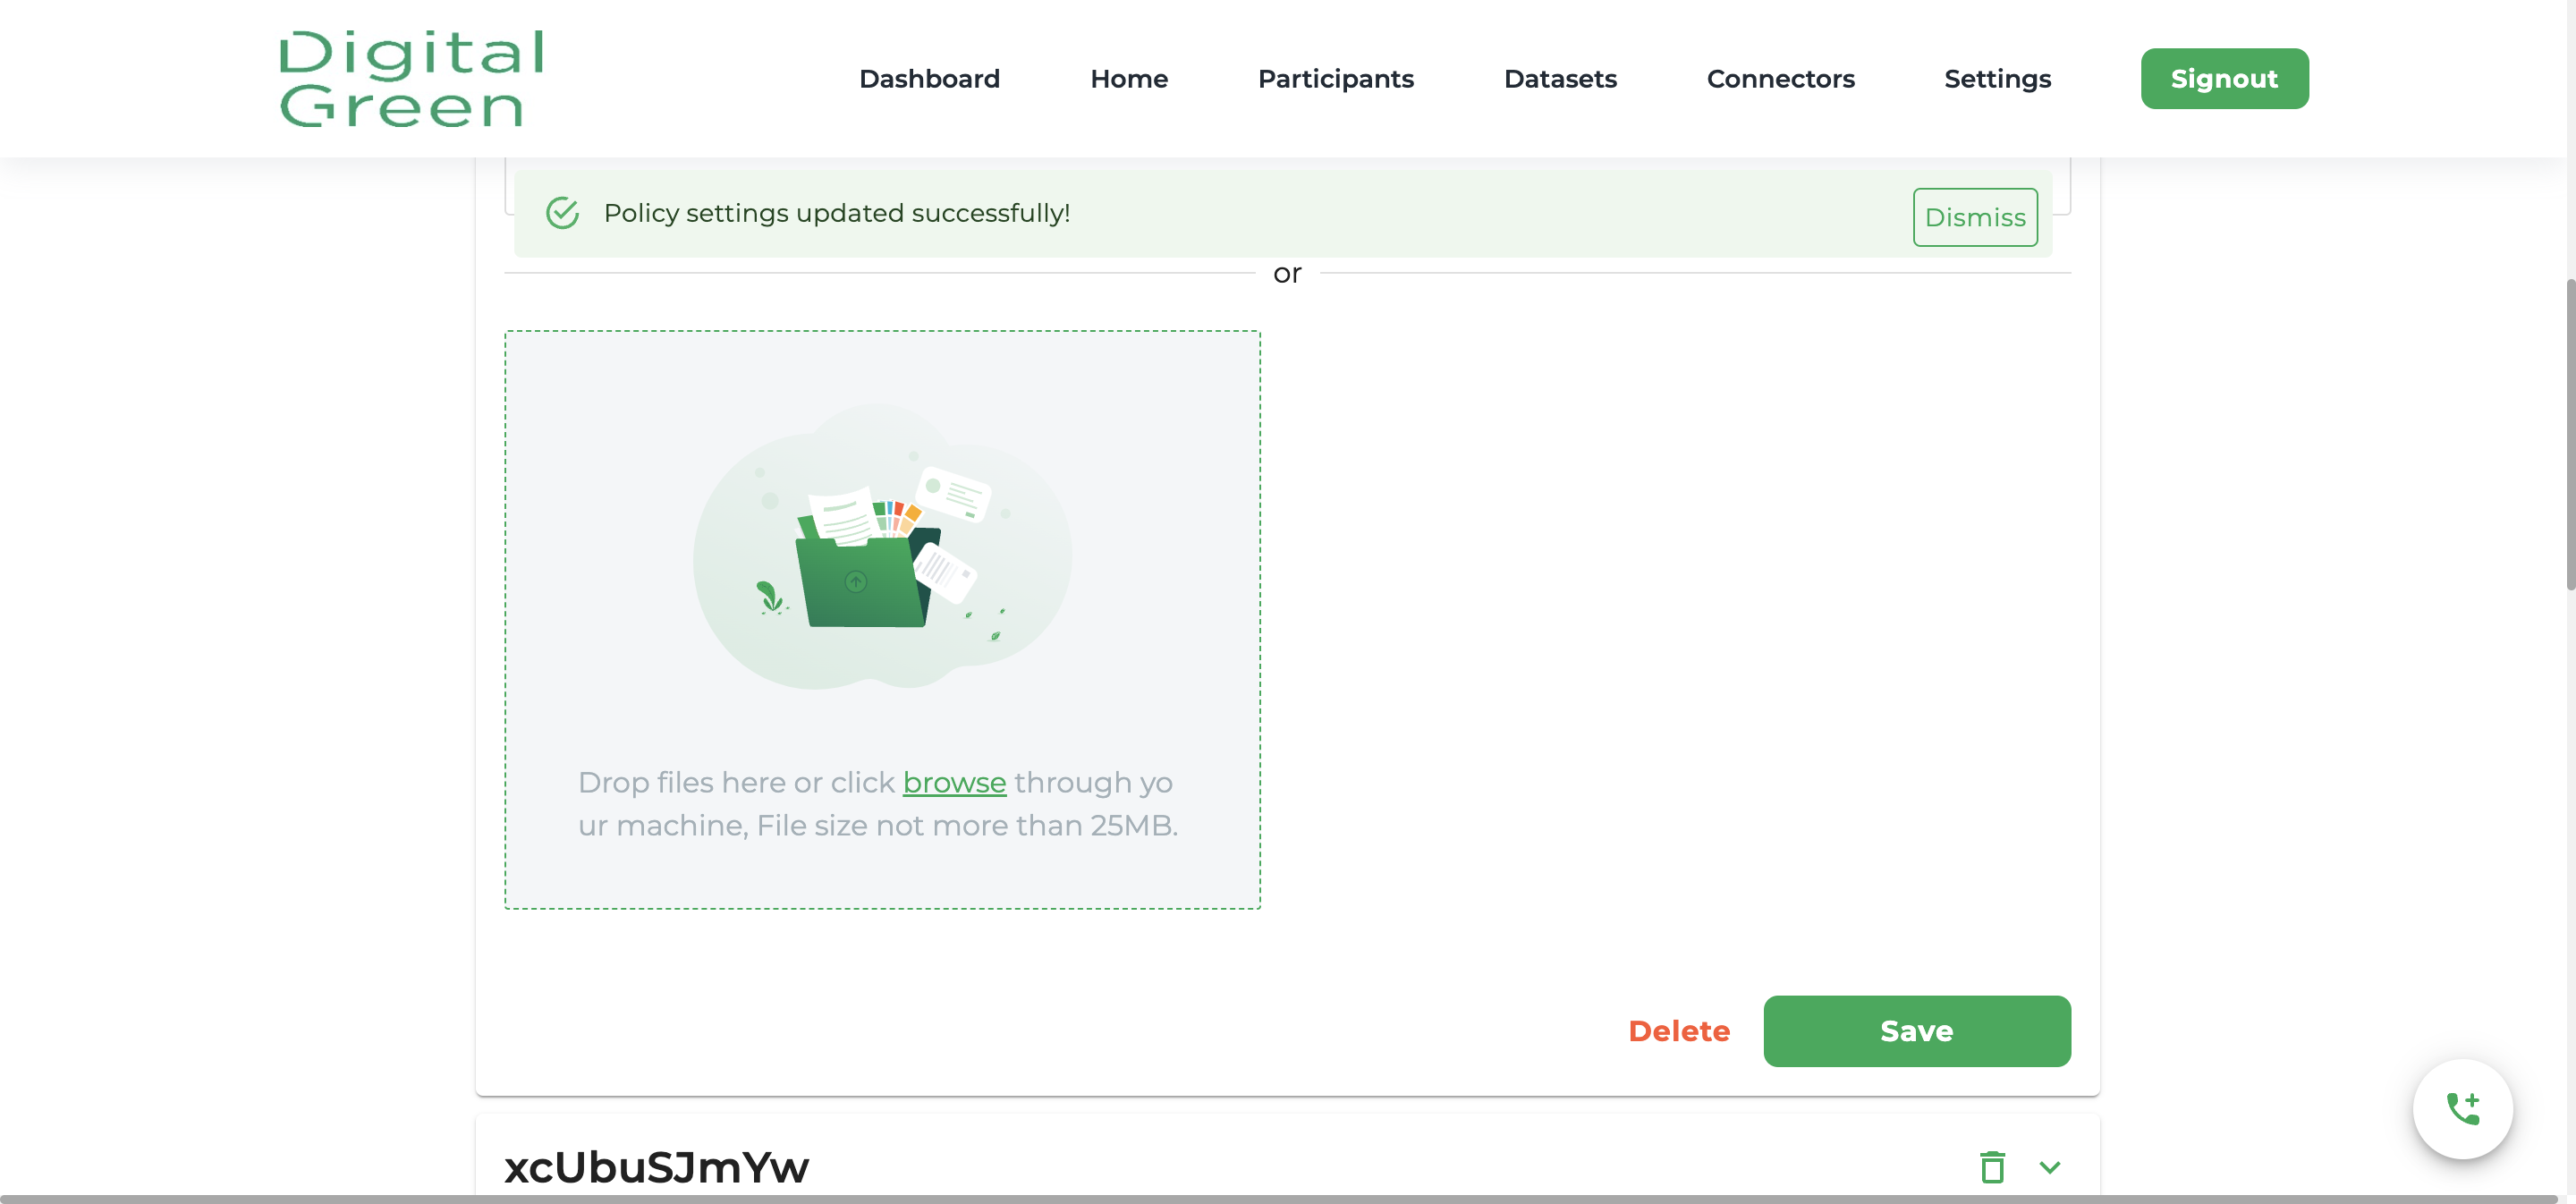 Digital
Green
Dashboard Home Participants Datasets Connectors Settings Signout
Policy settings updated successfully! Dismiss
or
Drop files here or click browse through yo
ur machine, File size not more than 25MB.
Delete Save
xcUbuSJmYw